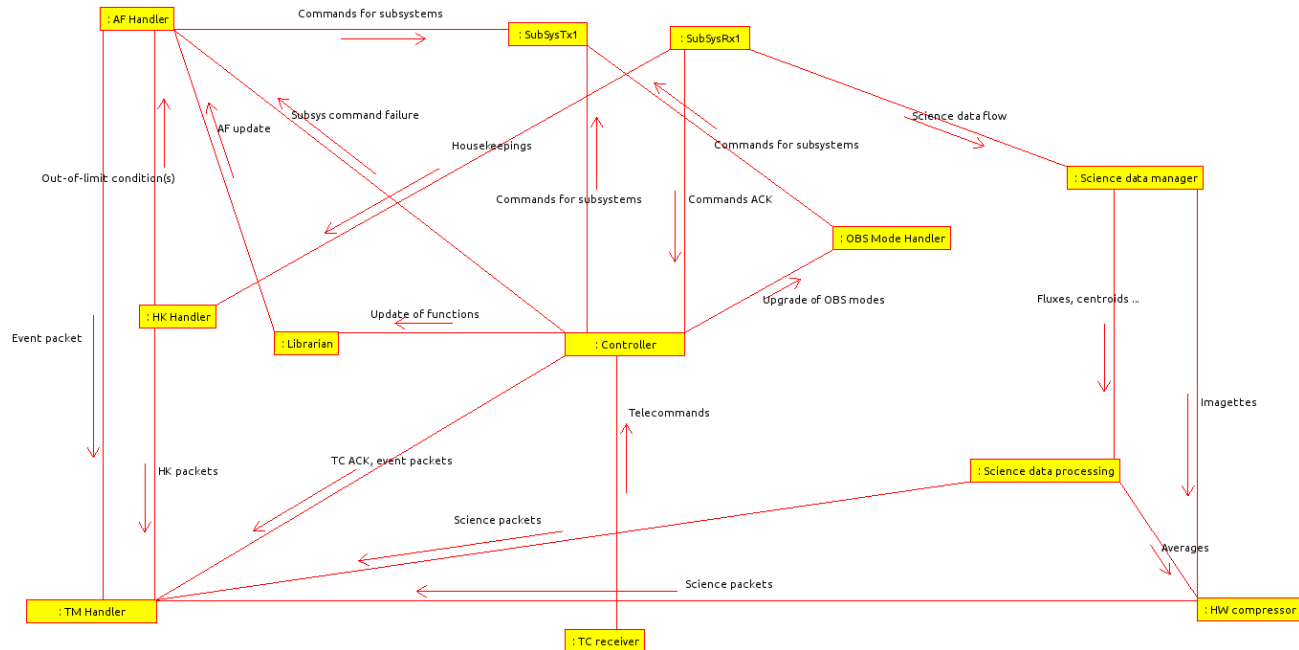 Commands for subsystems
: AF Handler
: SubSysTx1
: SubSysRx1
Subsys command failure
Science data flow
AF update
Housekeepings
Commands for subsystems
Out-of-limit condition(s)
: Science data manager
Commands for subsystems
Commands ACK
: OBS Mode Handler
Upgrade of OBS modes
Fluxes, centroids ...
: HK Handler
Update of functions
Event packet
: Librarian
: Controller
Imagettes
Telecommands
TC ACK, event packets
HK packets
: Science data processing
Science packets
Averages
Science packets
: TM Handler
: HW compressor
: TC receiver